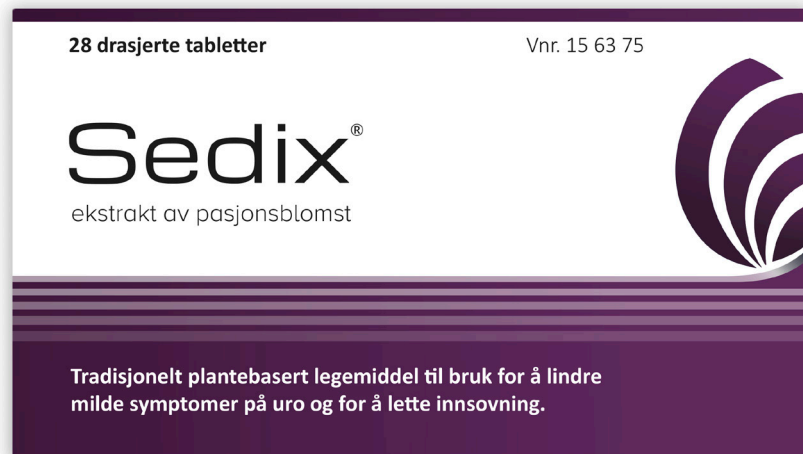 28 drasjerte tabletter
Vnr. 15 63 75
Sedix®
ekstrakt av pasjonsblomst
Tradisjonelt plantebasert legemiddel til bruk for å lindre
milde symptomer på uro og for å lette innsovning.